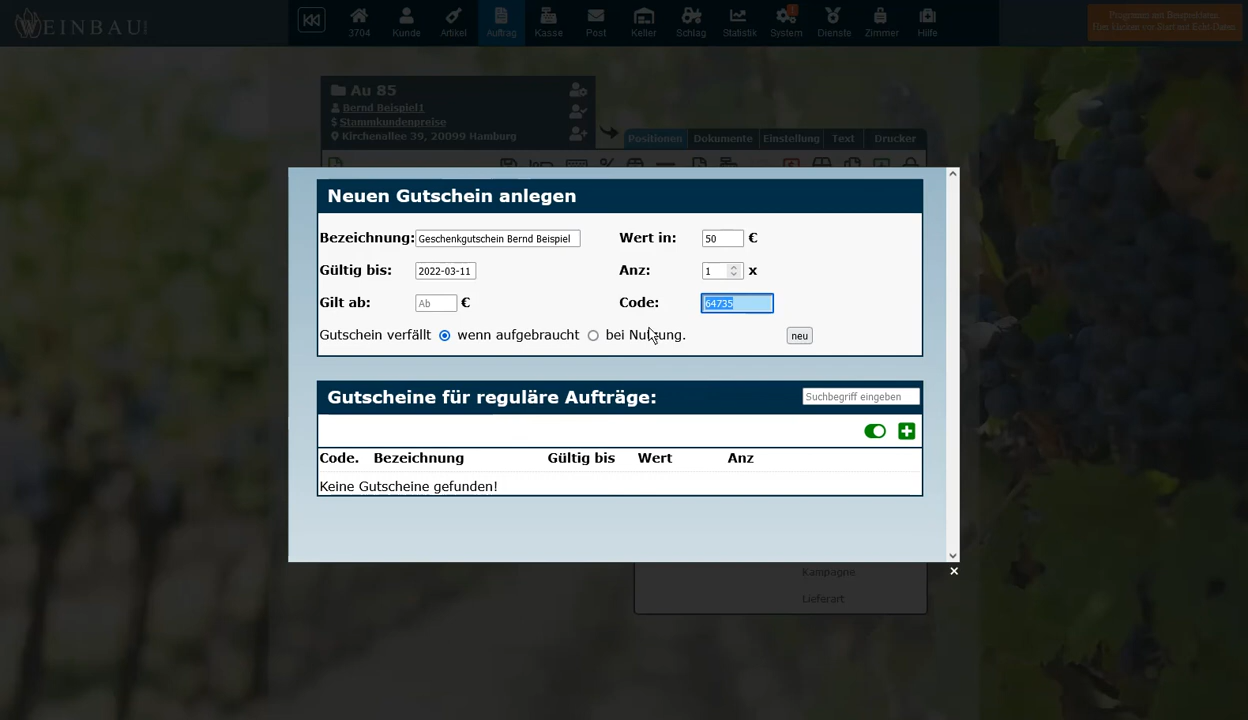 WEINBAU
3704
Kunde
Artikel
Auftrag
Kasse
Post
Keller
Schlag
Statistik
System
Dienste
Zimmer
Hilfe
Au 85
Bernd Beispiel1
Stammkundenpreise
Kirchenallee 39, 20099 Hamburg
Positionen
Dokumente
Einstellung
Text
Drucker
Neuen Gutschein anlegen
Bezeichnung: Geschenkgutschein Bernd Beispiel Wert in: 50 €
Gültig bis: 2022-03-11 Anz: 1 x
Gilt ab: Ab € Code: 64735
Gutschein verfällt wenn aufgebraucht bei Nutzung. neu
Gutscheine für reguläre Aufträge: Suchbegriff eingeben
Code. Bezeichnung Gültig bis Wert Anz
Keine Gutscheine gefunden!
Kampagne
Lieferart